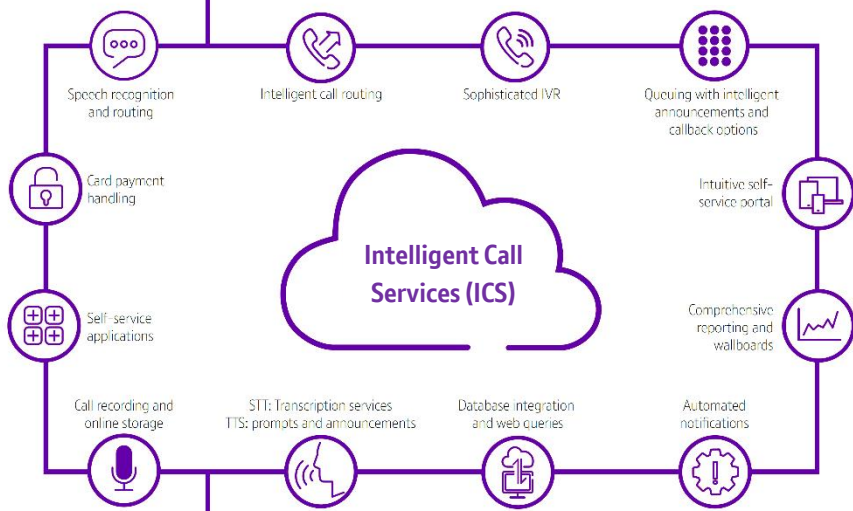 Speech recognition
and routing
Intelligent call routing
Sophisticated IVR
Queuing with intelligent
announcements and
callback options
Card payment
handling
Intuitive self-
service portal
Intelligent Call
Services (ICS)
Self-service
applications
Comprehensive
reporting and
wallboards
Call recording and
online storage
STT: Transcription services
TTS: prompts and announcements
Database integration
and web queries
Automated
notifications